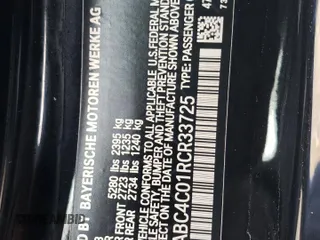 D BY BAYERISCHE MOTOREN WERKE AG
5280 lbs 2395 kg
R FRONT 2723 lbs 1235 kg
R REAR 2734 lbs 1240 kg
VEHICLE CONFORMS TO ALL APPLICABLE U.S. FEDERAL M
SAFETY, BUMPER AND THEFT PREVENTION STANDARDS
EFFECT ON THE DATE OF MANUFACTURE SHOWN ABOVE
ABC4C01RCR33725
TYPE: PASSENGER C